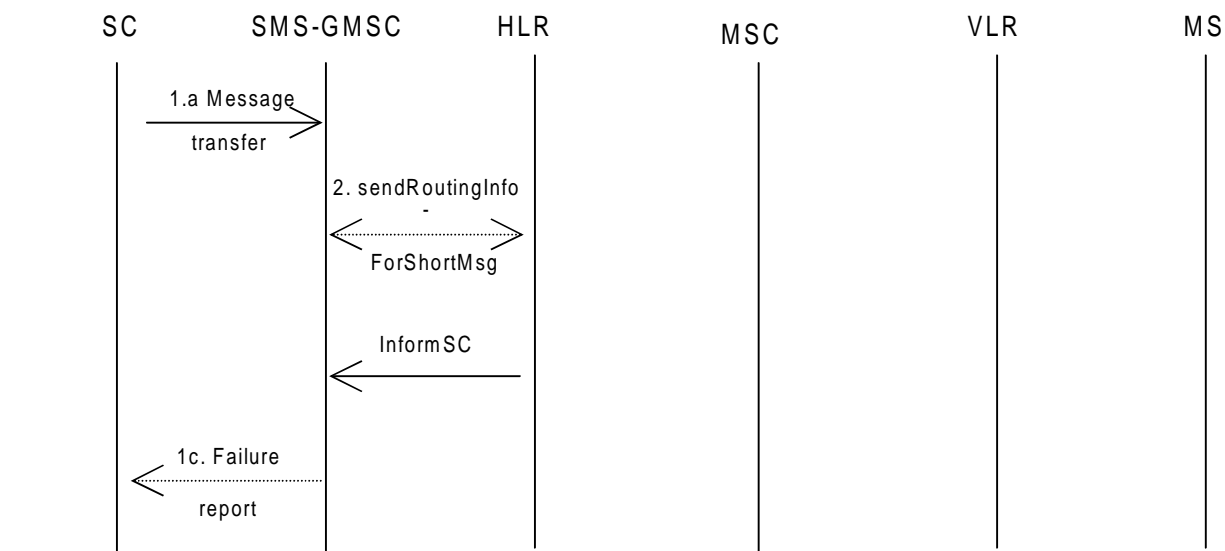 SC SMS-GMSC HLR MSC VLR MS
1.a Message
transfer
2. sendRoutingInfo
-
ForShortMsg
InformSC
1c. Failure
report